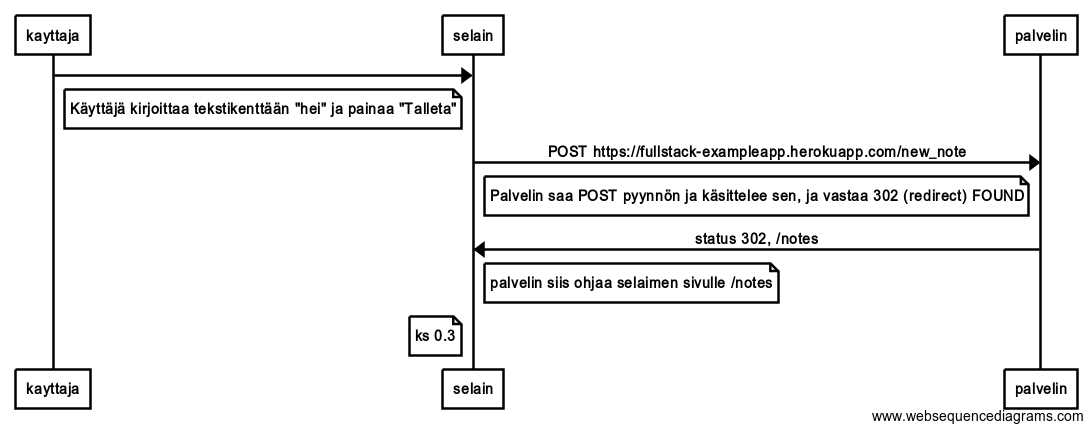 kayttaja
selain
palvelin
Käyttäjä kirjoittaa tekstikenttään "hei" ja painaa "Talleta"
POST https://fullstack-exampleapp.herokuapp.com/new_note
Palvelin saa POST pyynnön ja käsittelee sen, ja vastaa 302 (redirect) FOUND
status 302, /notes
palvelin siis ohjaa selaimen sivulle /notes
ks 0.3
kayttaja
selain
palvelin
www.websequencediagrams.com